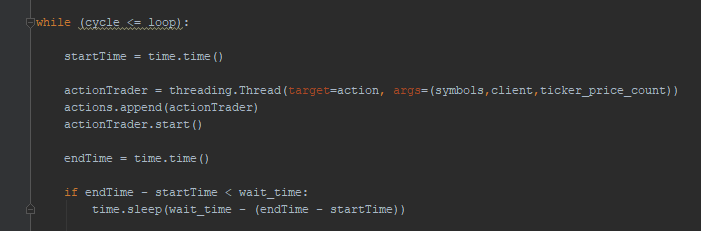 while (cycle <= loop):
startTime = time.time()
actionTrader = threading.Thread(target=action, args=(symbols,client,ticker_price_count))
actions.append(actionTrader)
actionTrader.start()
endTime = time.time()
if endTime - startTime < wait_time:
time.sleep(wait_time - (endTime - startTime))